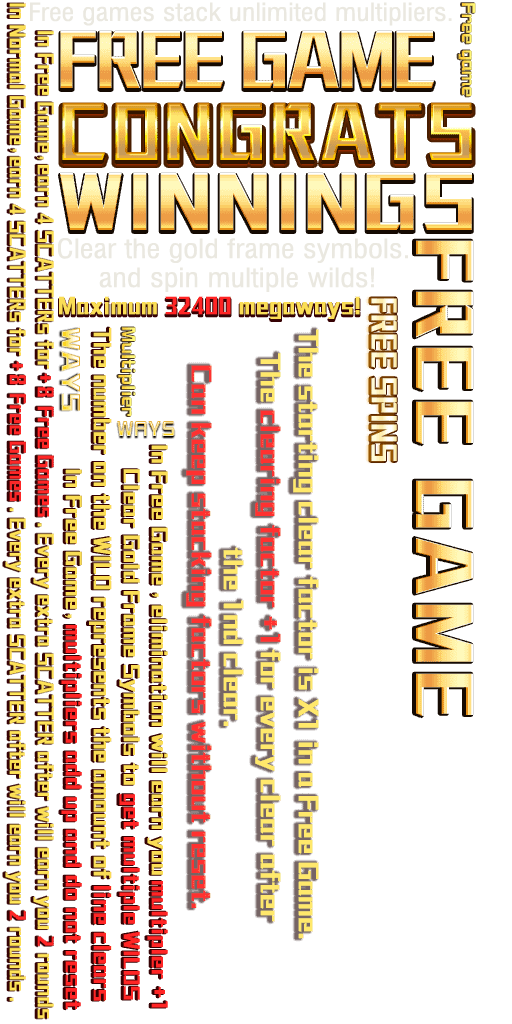 Free games stack unlimited multipliers.
FREE GAME
CONGRATS
WINNINGS
Clear the gold frame symbols.
and spin multiple wilds!
Maximum 32400 megaways!
Free game
FREE GAME
FREE SPINS
The starting clear factor is X1 in a Free Game.
The clearing factor +1 for every clear after
the 1nd clear.
Can keep stacking factors without reset.
Multiplier
WAYS
In Free Game , elimination will earn you multipler +1
Clear Gold Frame Symbols to get multiple WILDS
The number on the WILD represents the amount of line clears
WAYS
In Free Game, multipliers add up and do not reset
In Free Game, earn 4 SCATTERs for +8 Free Games . Every extra SCATTER after will earn you 2 rounds
In Normal Game, earn 4 SCATTERs for +8 Free Games . Every extra SCATTER after will earn you 2 rounds .